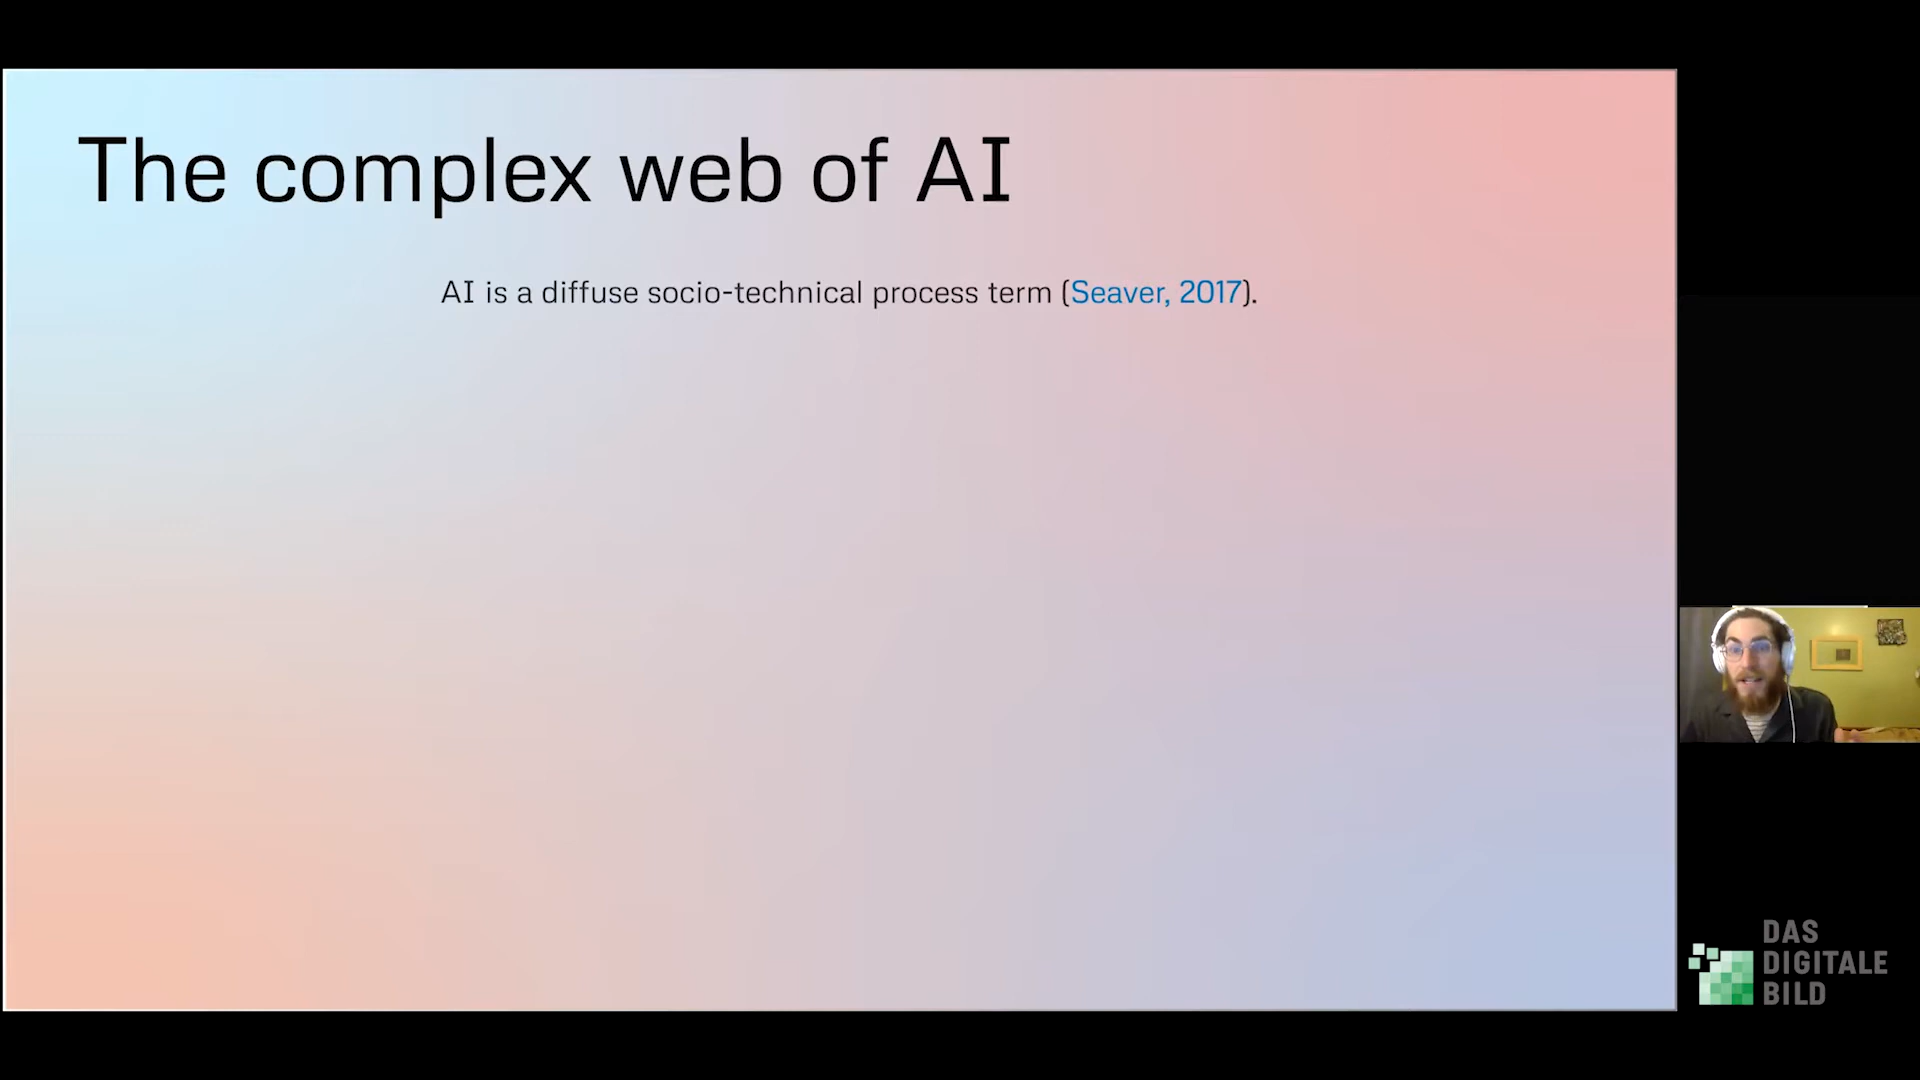 The complex web of AI
AI is a diffuse socio-technical process term (Seaver, 2017).
DAS
DIGITALE
BILD